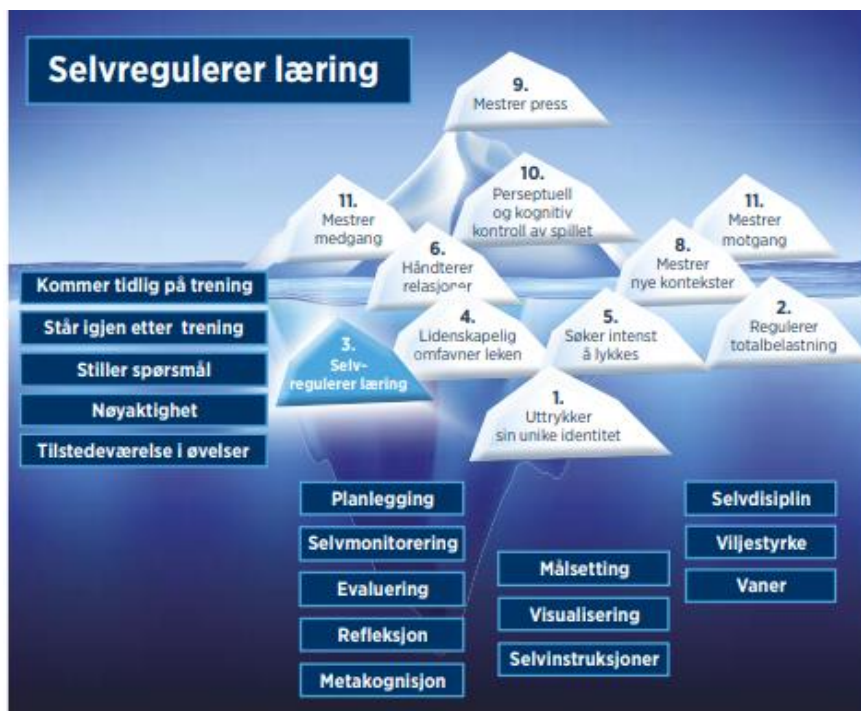 Selvregulerer læring
9.
Mestrer press
10.
Perseptuell
og kognitiv
kontroll av spillet
11.
Mestrer
medgang
11.
Mestrer
motgang
6.
Håndterer
relasjoner
8.
Mestrer
nye kontekster
Kommer tidlig på trening
Står igjen etter trening
Stiller spørsmål
Nøyaktighet
Tilstedeværelse i øvelser
3.
Selv-
regulerer læring
4.
Lidenskapelig
omfavner leken
5.
Søker intenst
å lykkes
2.
Regulerer
totalbelastning
1.
Uttrykker
sin unike identitet
Planlegging
Selvmonitorering
Evaluering
Refleksjon
Metakognisjon
Målsetting
Visualisering
Selvinstruksjoner
Selvdisiplin
Viljestyrke
Vaner